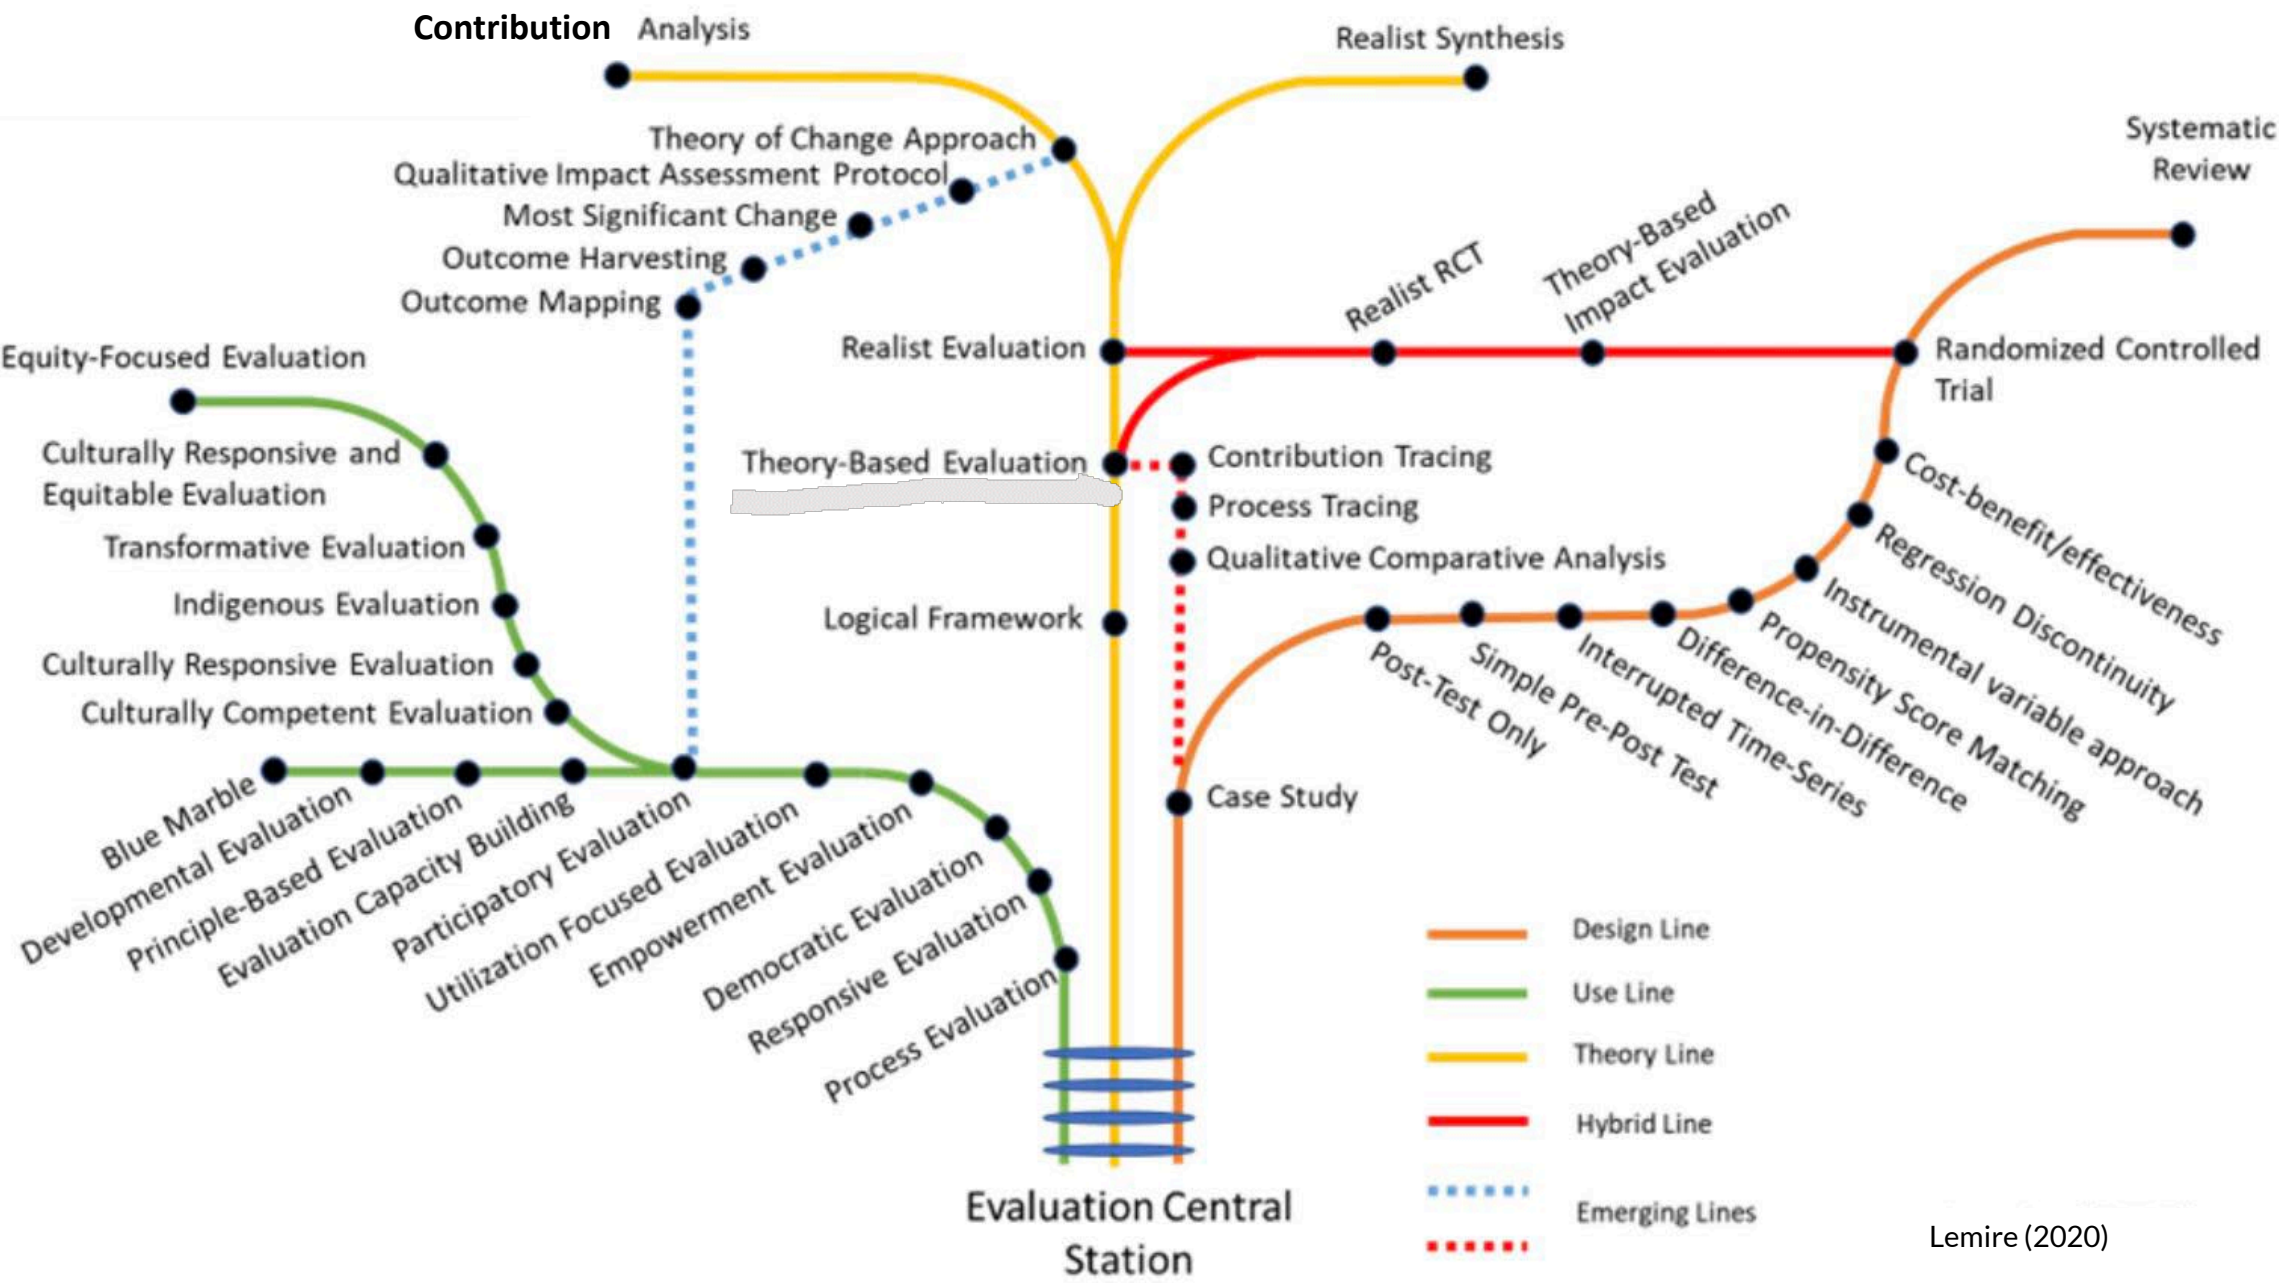 Contribution Analysis
Realist Synthesis
Systematic
Review
Theory of Change Approach
Qualitative Impact Assessment Protocol
Most Significant Change
Outcome Harvesting
Outcome Mapping
Realist RCT
Theory-Based
Impact Evaluation
Realist Evaluation
Randomized Controlled
Trial
Equity-Focused Evaluation
Culturally Responsive and
Equitable Evaluation
Transformative Evaluation
Indigenous Evaluation
Culturally Responsive Evaluation
Culturally Competent Evaluation
Theory-Based Evaluation
Contribution Tracing
Process Tracing
Qualitative Comparative Analysis
Logical Framework
Case Study
Cost-benefit/effectiveness
Regression Discontinuity
Instrumental variable approach
Propensity Score Matching
Difference-in-Difference
Interrupted Time-Series
Simple Pre-Post Test
Post-Test Only
Blue Marble
Developmental Evaluation
Principle-Based Evaluation
Evaluation Capacity Building
Participatory Evaluation
Utilization Focused Evaluation
Empowerment Evaluation
Democratic Evaluation
Responsive Evaluation
Process Evaluation
Design Line
Use Line
Theory Line
Hybrid Line
Emerging Lines
Evaluation Central
Station
Lemire (2020)